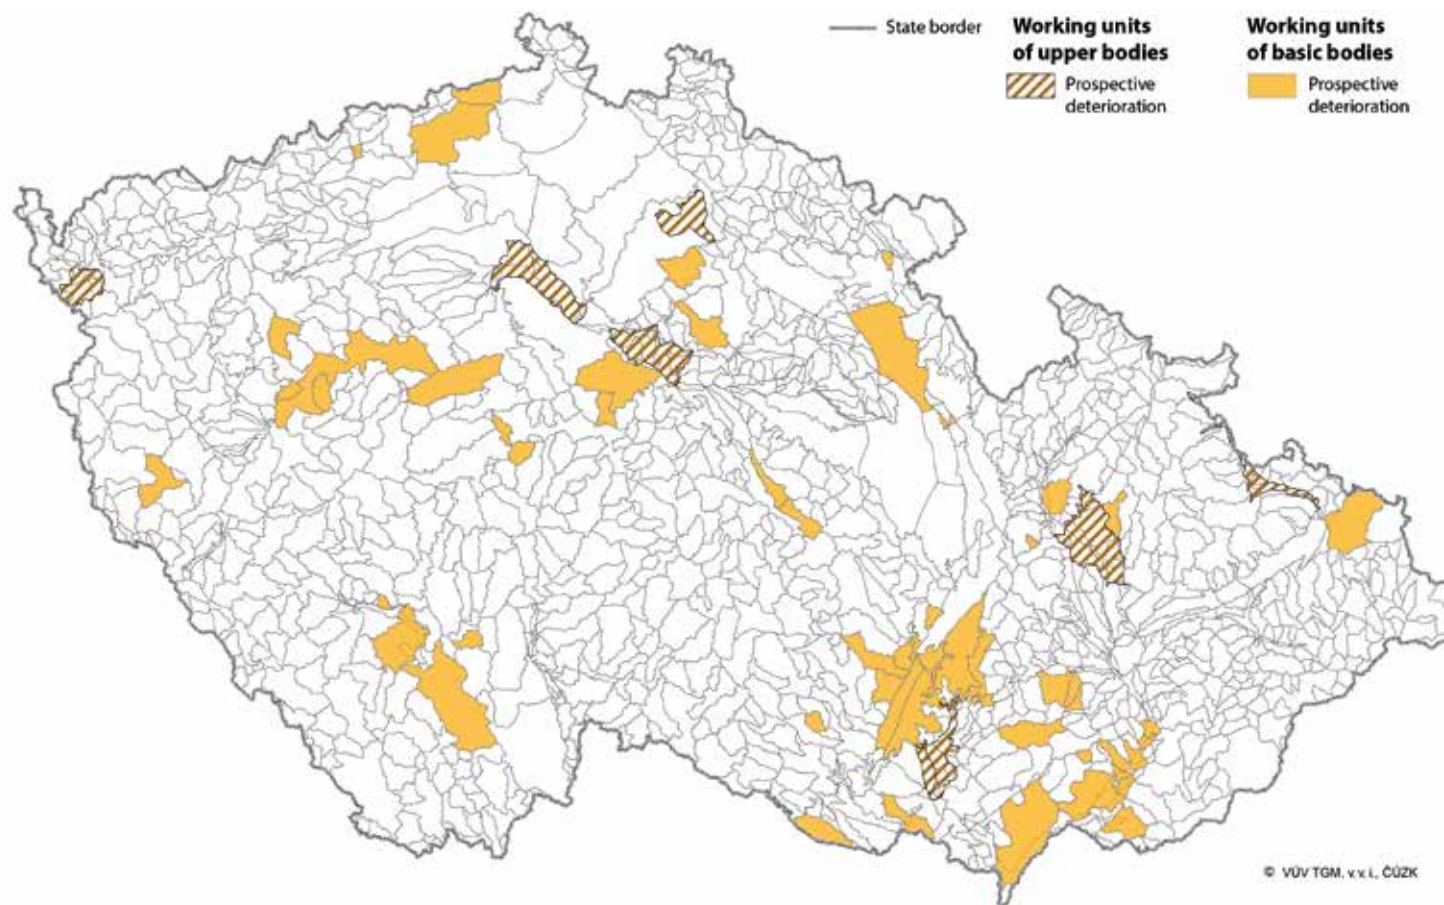 State border
Working units
of upper bodies
Prospective
deterioration
Working units
of basic bodies
Prospective
deterioration
© VÚV TGM, v.v.i., ČÚZK